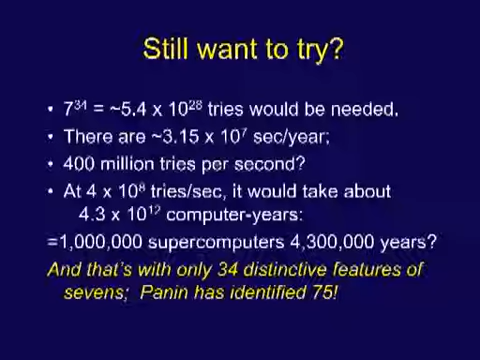 Still want to try?
• 7³⁴ = ~5.4 x 10²⁸ tries would be needed.
• There are ~3.15 x 10⁷ sec/year;
• 400 million tries per second?
• At 4 x 10⁸ tries/sec, it would take about
4.3 x 10¹² computer-years:
=1,000,000 supercomputers 4,300,000 years?
And that's with only 34 distinctive features of
sevens; Panin has identified 75!